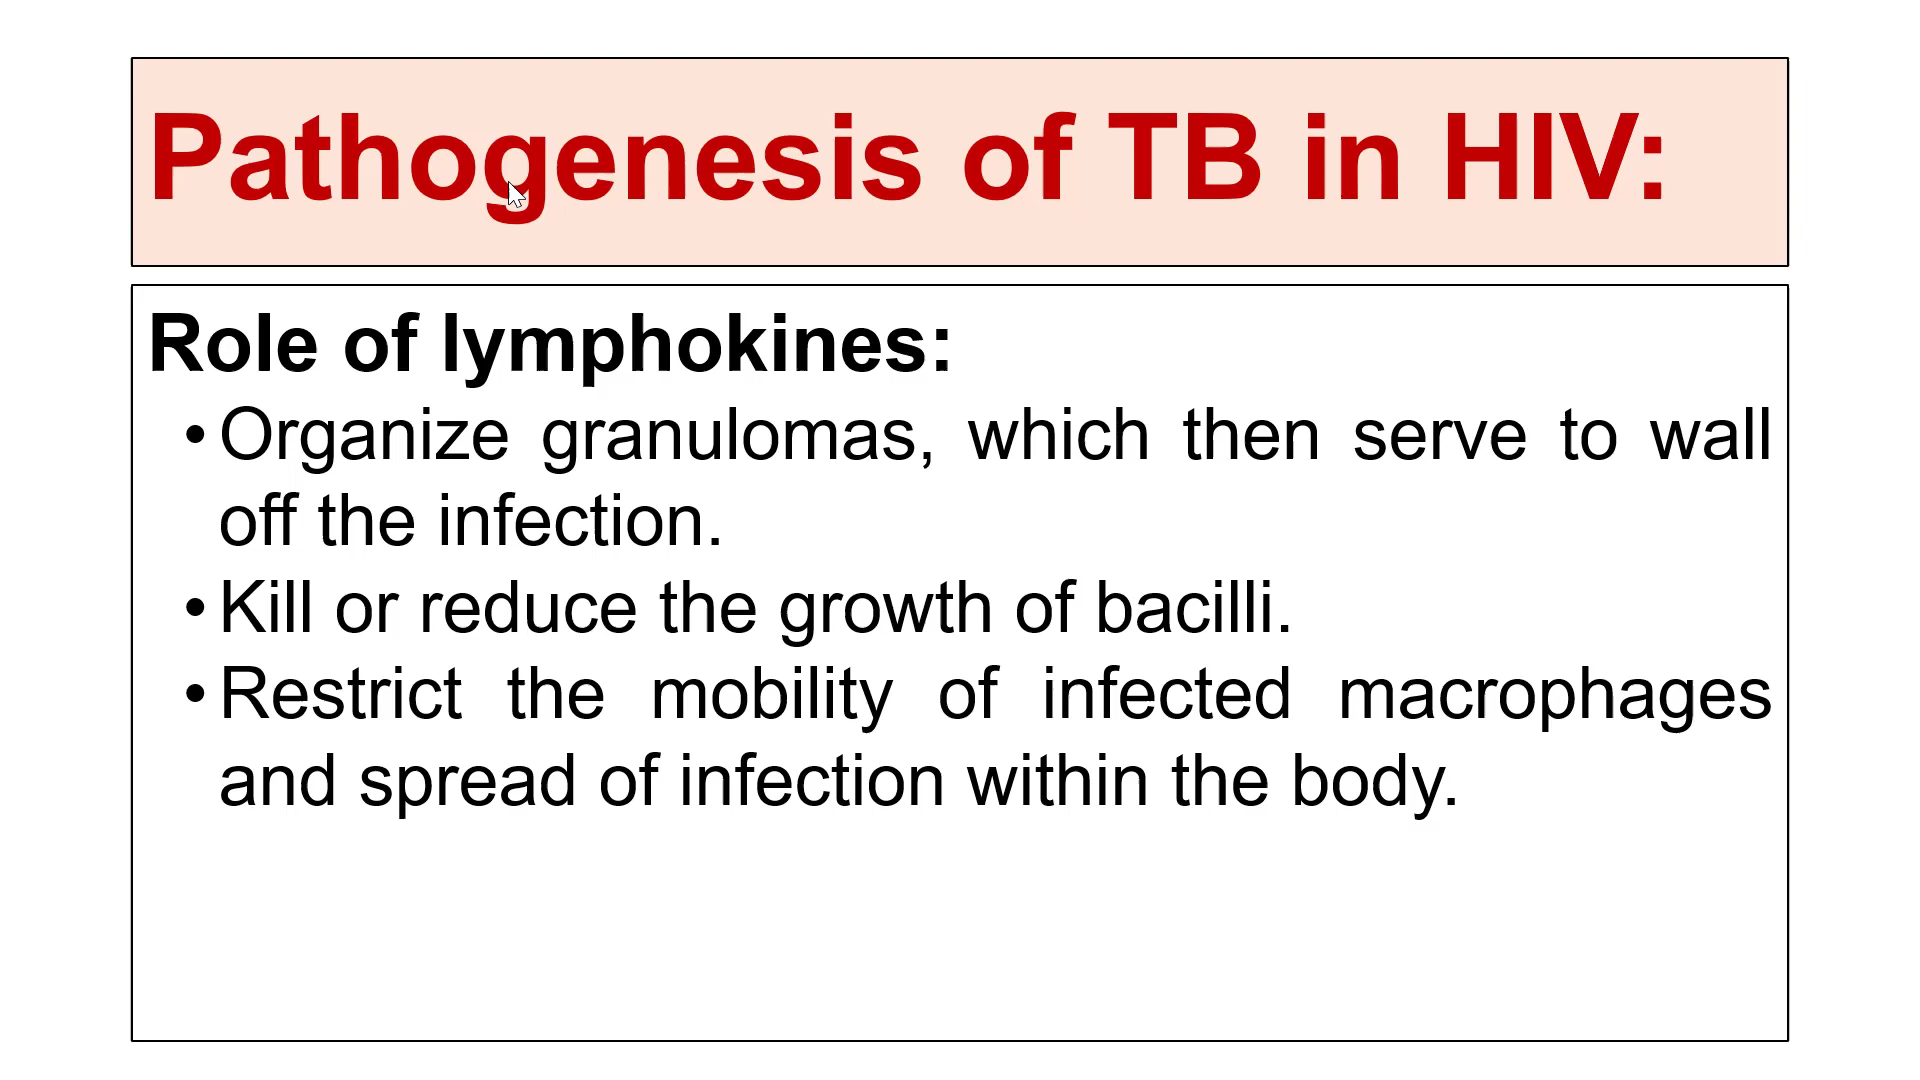 Pathogenesis of TB in HIV:
Role of lymphokines:
• Organize granulomas, which then serve to wall
off the infection.
• Kill or reduce the growth of bacilli.
• Restrict the mobility of infected macrophages
and spread of infection within the body.